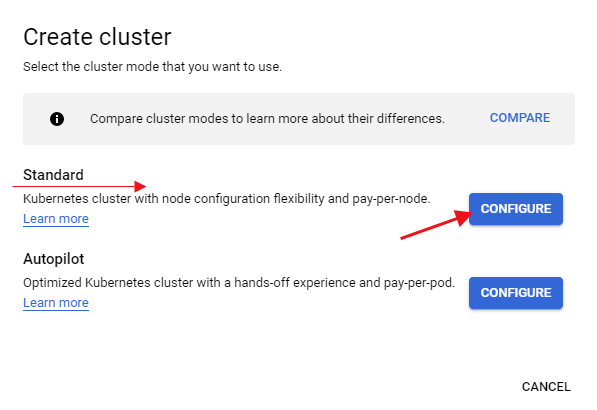 Create cluster
Select the cluster mode that you want to use.
Compare cluster modes to learn more about their differences.
COMPARE
Standard
Kubernetes cluster with node configuration flexibility and pay-per-node.
Learn more
CONFIGURE
Autopilot
Optimized Kubernetes cluster with a hands-off experience and pay-per-pod.
Learn more
CONFIGURE
CANCEL